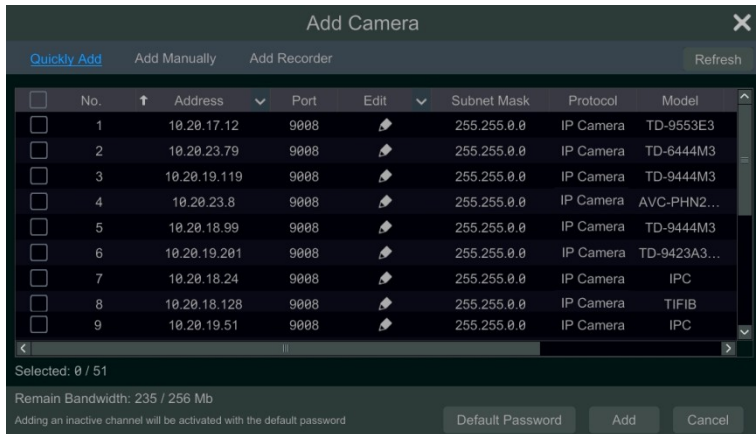 Add Camera
Quickly Add Add Manually Add Recorder Refresh
No. Address Port Edit Subnet Mask Protocol Model
1 10.20.17.12 9008 255.255.0.0 IP Camera TD-9553E3
2 10.20.23.79 9008 255.255.0.0 IP Camera TD-6444M3
3 10.20.19.119 9008 255.255.0.0 IP Camera TD-9444M3
4 10.20.23.8 9008 255.255.0.0 IP Camera AVC-PHN2...
5 10.20.18.99 9008 255.255.0.0 IP Camera TD-9444M3
6 10.20.19.201 9008 255.255.0.0 IP Camera TD-9423A3...
7 10.20.18.24 9008 255.255.0.0 IP Camera IPC
8 10.20.18.128 9008 255.255.0.0 IP Camera TIFIB
9 10.20.19.51 9008 255.255.0.0 IP Camera IPC
Selected: 0 / 51
Remain Bandwidth: 235 / 256 Mb
Adding an inactive channel will be activated with the default password Default Password Add Cancel